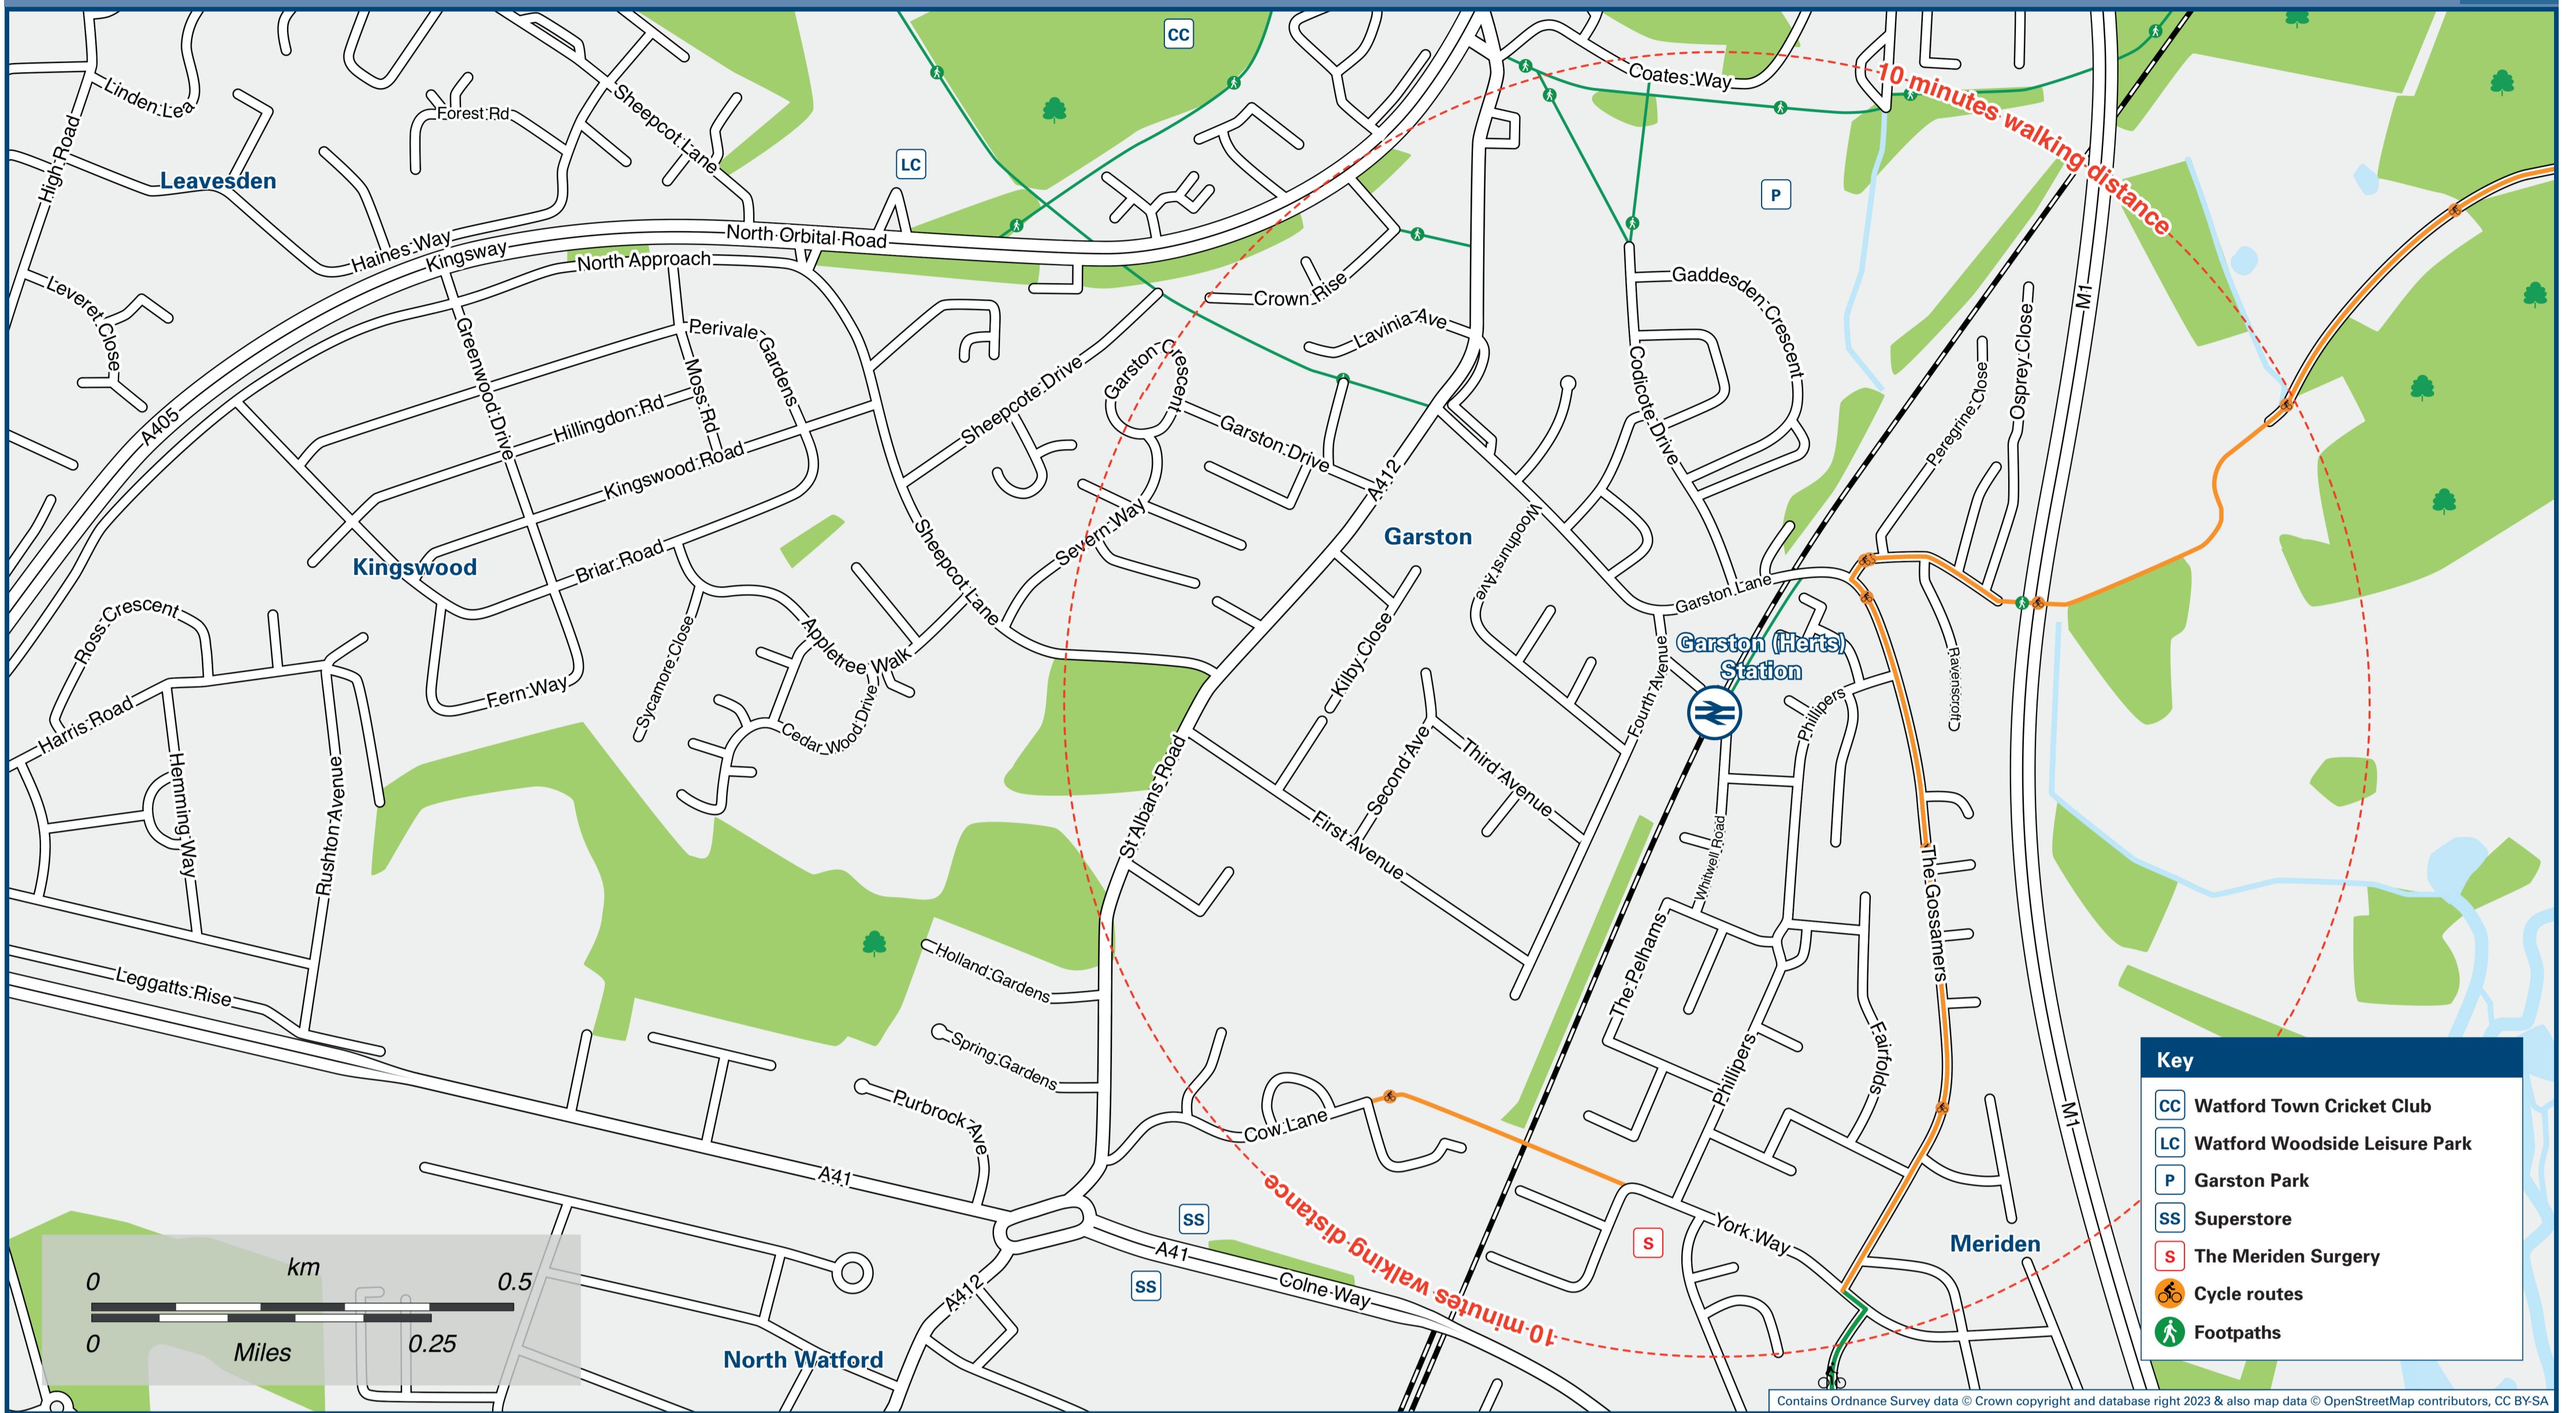 CC
Coates Way
10 minutes walking distance
Linden Lea
Forest Rd
Sheepcot Lane
High Road
LC
Leavesden
P
Haines Way
Kingsway
North Orbital Road
North Approach
Crown Rise
Gaddesden Crescent
M1
Leveret Close
Greenwood Drive
Perivale Gardens
Moss Rd
Lavinia Ave
Garston Crescent
Sheepcote Drive
Codicote Drive
Osprey Close
Peregrine Close
A405
Hillingdon Rd
Garston Drive
Kingswood Road
A412
Severn Way
Woodhurst Ave
Garston
Sheepcot Lane
Kingswood
Briar Road
Garston Lane
Ross Crescent
Appletree Walk
Sycamore Close
Kilby Close
Fourth Avenue
Garston (Herts)
Station
Ravenscroft
Fern Way
Harris Road
Cedar Wood Drive
Phillipers
Hemming Way
Rushton Avenue
St Albans Road
Second Ave
Third Avenue
First Avenue
Whitwell Road
The Gossamers
The Pelhams
Leggatts Rise
Holland Gardens
Spring Gardens
Phillipers
Fairfolds
Purbrock Ave
Cow Lane
M1
A41
SS
10 minutes walking distance
S
York Way
Meriden
A41
SS
Colne Way
A412
North Watford
km
0
0.5
0
0.25
Miles
Key
CC Watford Town Cricket Club
LC Watford Woodside Leisure Park
P Garston Park
SS Superstore
S The Meriden Surgery
Cycle routes
Footpaths
Contains Ordnance Survey data © Crown copyright and database right 2023 & also map data © OpenStreetMap contributors, CC BY-SA